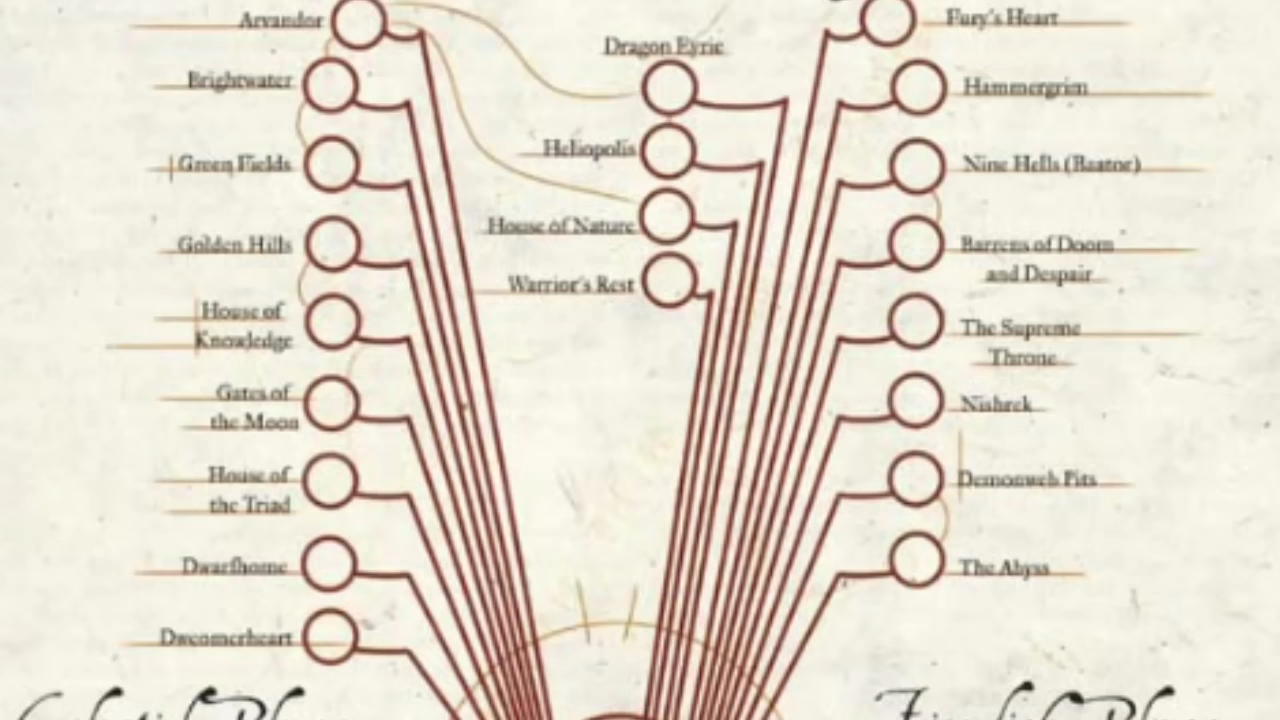 Arvandor
Brightwater
Green Fields
Golden Hills
House of
Knowledge
Gates of
the Moon
House of
the Triad
Dwarfhome
Dweomerheart
Dragon Eyrie
Heliopolis
House of Nature
Warrior's Rest
Fury's Heart
Hammergrim
Nine Hells (Baator)
Barrens of Doom
and Despair
The Supreme
Throne
Nishrek
Demonweb Pits
The Abyss